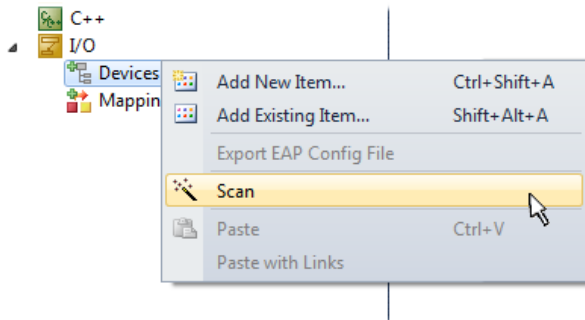 C++
I/O
Devices
Mappin
Add New Item... Ctrl+Shift+A
Add Existing Item... Shift+Alt+A
Export EAP Config File
Scan
Paste Ctrl+V
Paste with Links